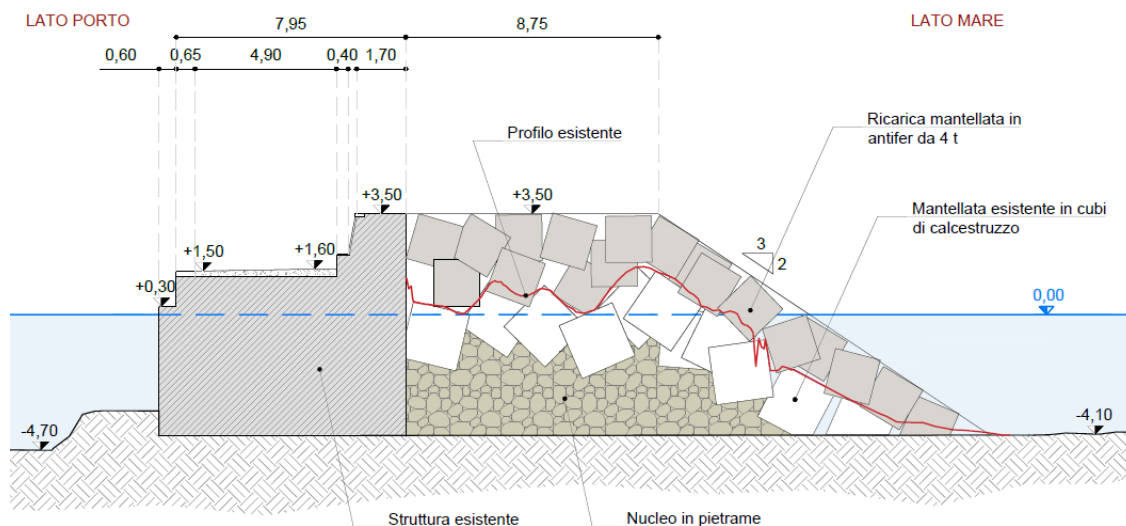 LATO PORTO
LATO MARE
7,95
8,75
0,60
0,65
4,90
0,40
1,70
Profilo esistente
Ricarica mantellata in
antifer da 4 t
Mantellata esistente in cubi
di calcestruzzo
+3,50
+3,50
+1,50
+1,60
+0,30
3
2
0,00
-4,70
-4,10
Struttura esistente
Nucleo in pietrame